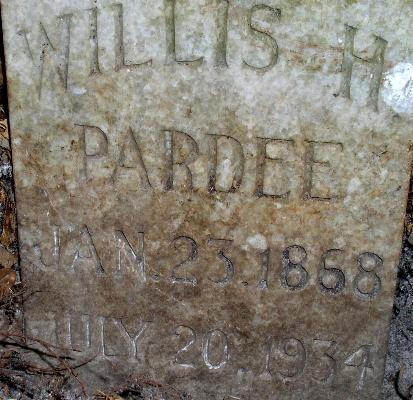 WILLIS H
PARDEE
JAN. 23. 1868
JULY 20. 1934